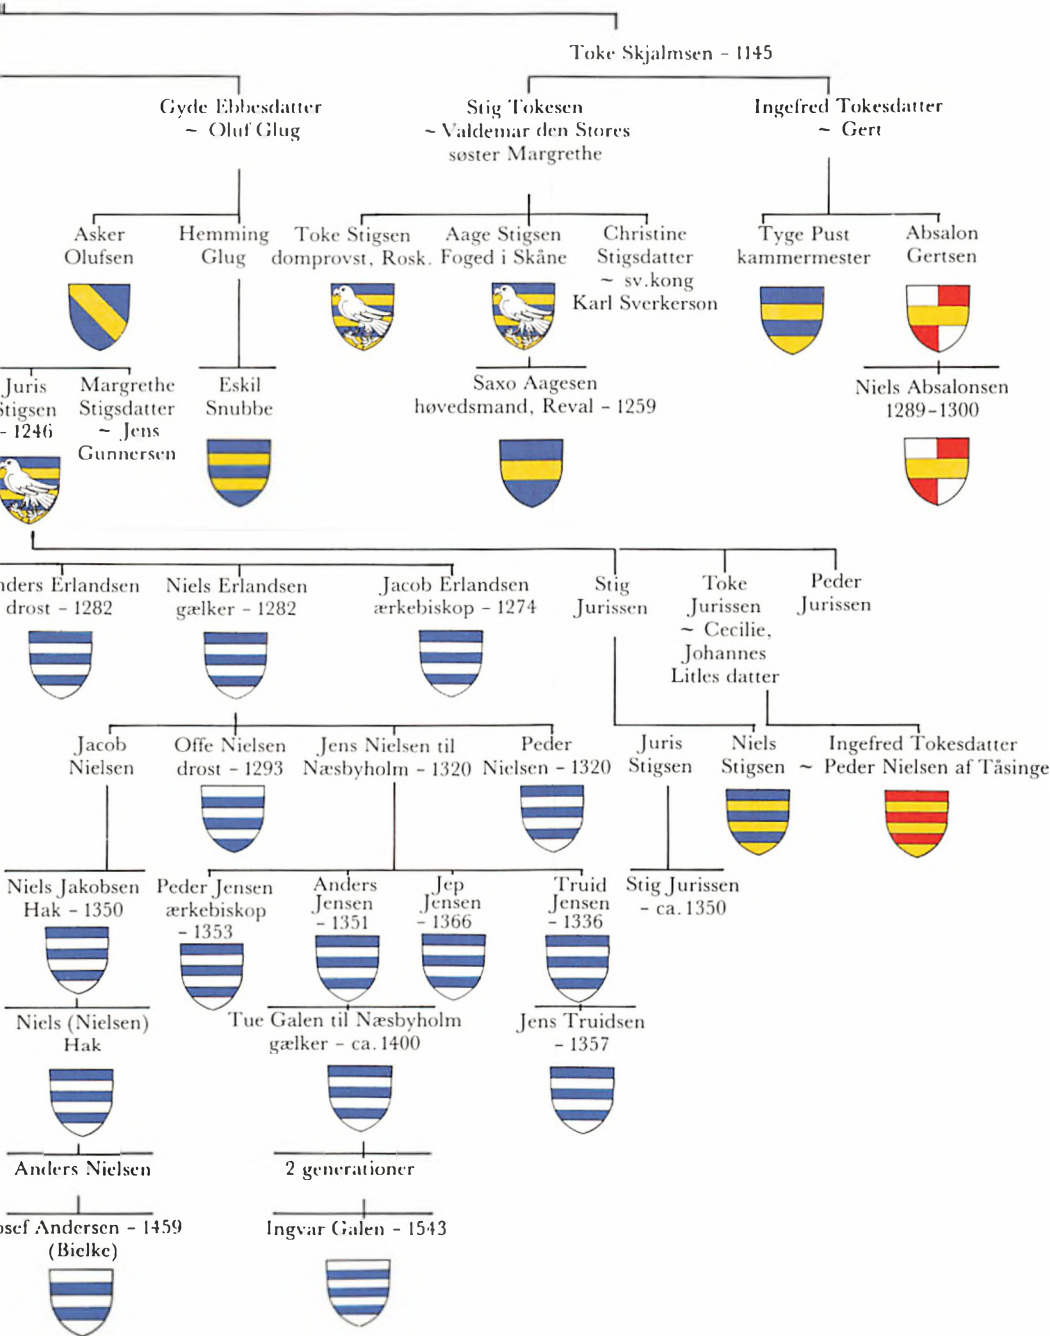 Toke Skjalmsen – 1145
Gyde Ebbesdatter
~ Oluf Glug
Stig Tokesen
~ Valdemar den Stores
søster Margrethe
Ingefred Tokesdatter
~ Gert
Asker
Olufsen
Hemming
Glug
Toke Stigsen
domprovst, Rosk.
Aage Stigsen
Foged i Skåne
Christine
Stigsdatter
~ sv.kong
Karl Sverkerson
Tyge Pust
kammermester
Absalon
Gertsen
Juris
Stigsen
– 1246
Margrethe
Stigsdatter
~ Jens
Gunnersen
Eskil
Snubbe
Saxo Aagesen
høvedsmand, Reval – 1259
Niels Absalonsen
1289–1300
nders Erlandsen
drost – 1282
Niels Erlandsen
gælker – 1282
Jacob Erlandsen
ærkebiskop – 1274
Stig
Jurissen
Toke
Jurissen
~ Cecilie,
Johannes
Litles datter
Peder
Jurissen
Jacob
Nielsen
Offe Nielsen
drost – 1293
Jens Nielsen til
Næsbyholm – 1320
Peder
Nielsen – 1320
Juris
Stigsen
Niels
Stigsen
Ingefred Tokesdatter
~ Peder Nielsen af Tåsinge
Niels Jakobsen
Hak – 1350
Peder Jensen
ærkebiskop
– 1353
Anders
Jensen
– 1351
Jep
Jensen
– 1366
Truid
Jensen
– 1336
Stig Jurissen
– ca. 1350
Niels (Nielsen)
Hak
Tue Galen til Næsbyholm
gælker – ca. 1400
Jens Truidsen
– 1357
Anders Nielsen
2 generationer
osef Andersen – 1459
(Bielke)
Ingvar Galen – 1543